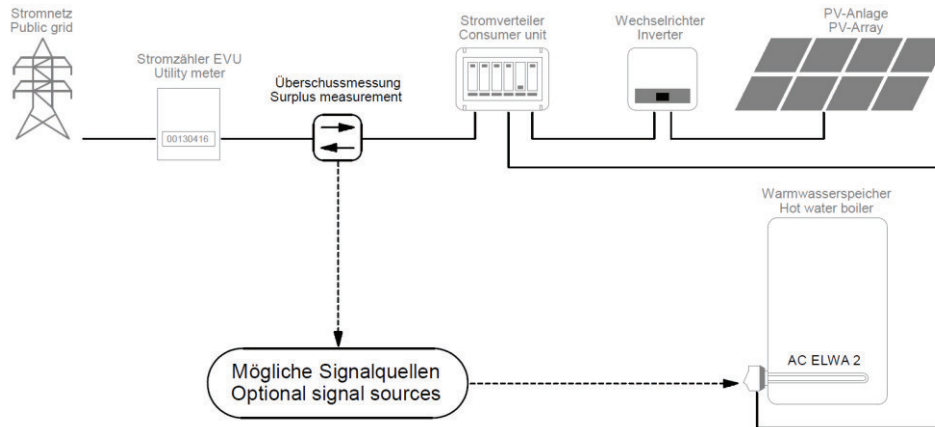 Stromnetz
Public grid
Stromzähler EVU
Utility meter
00130416
Überschussmessung
Surplus measurement
Stromverteiler
Consumer unit
Wechselrichter
Inverter
PV-Anlage
PV-Array
Warmwasserspeicher
Hot water boiler
AC ELWA 2
Mögliche Signalquellen
Optional signal sources